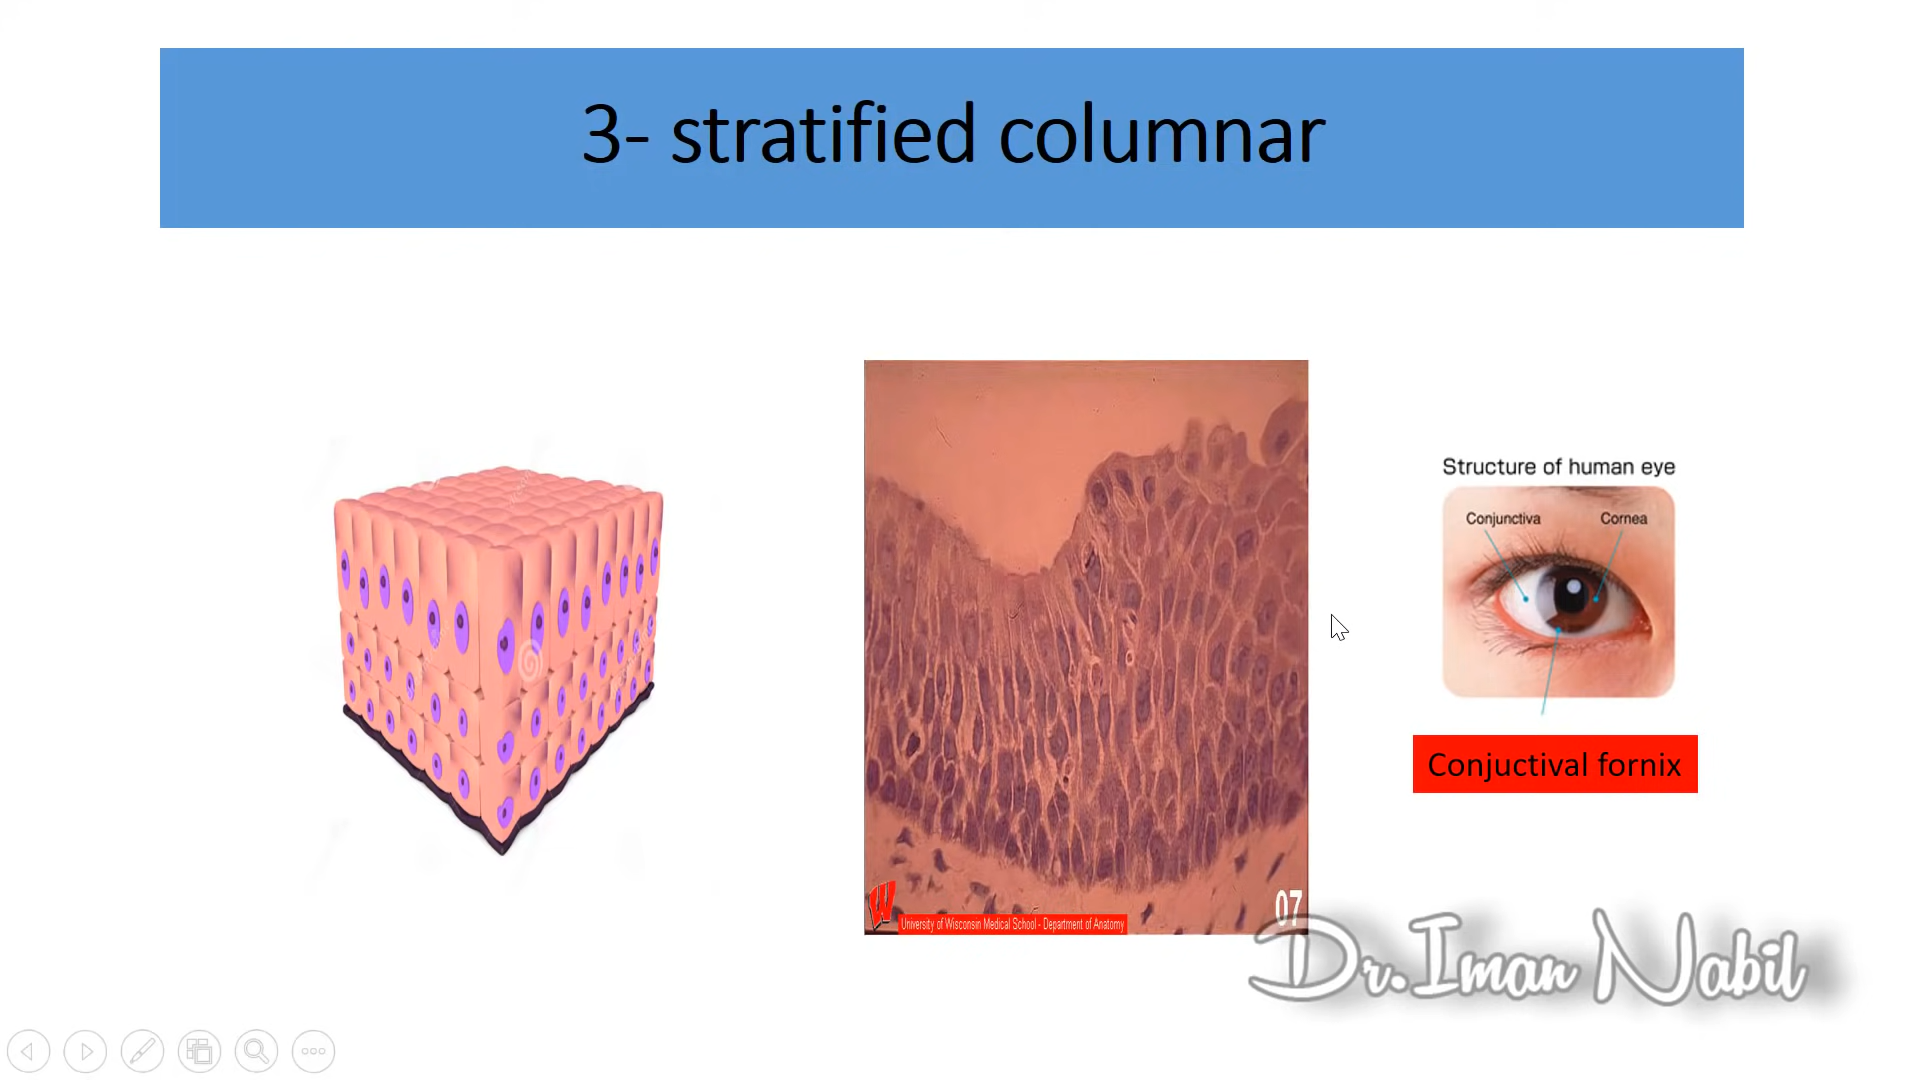 3- stratified columnar
Structure of human eye
Conjunctiva
Cornea
Conjuctival fornix
W
University of Wisconsin Medical School - Department of Anatomy
07
Dr.Iman Nabil